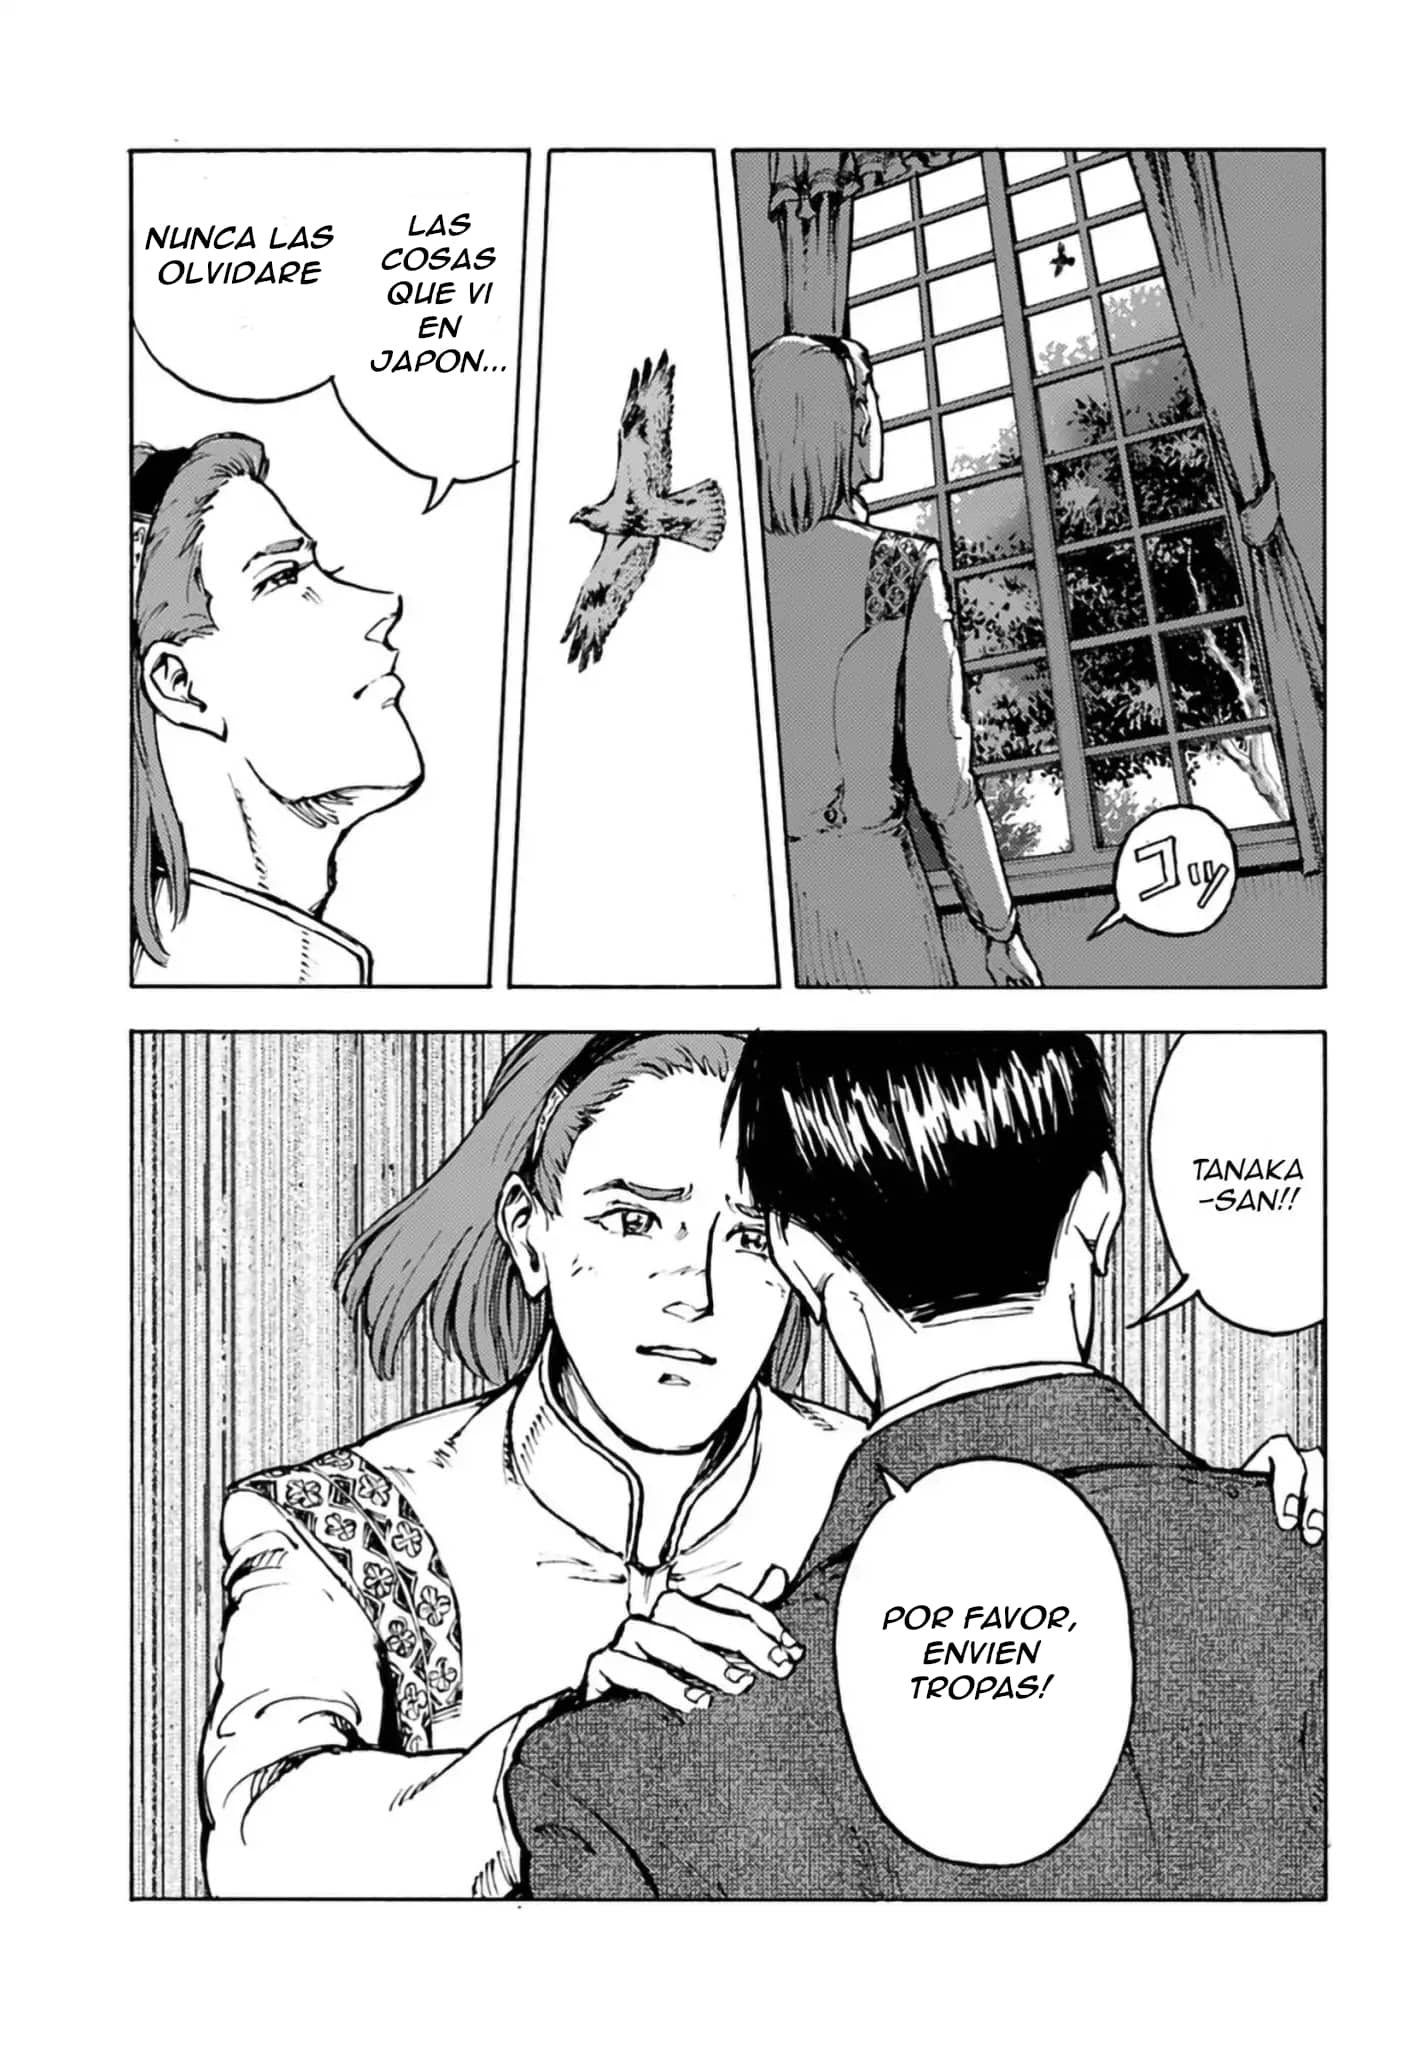 コッ
LAS
COSAS
QUE VI
EN
JAPON...
NUNCA LAS
OLVIDARE
TANAKA
-SAN!!
POR FAVOR,
ENVIEN
TROPAS!